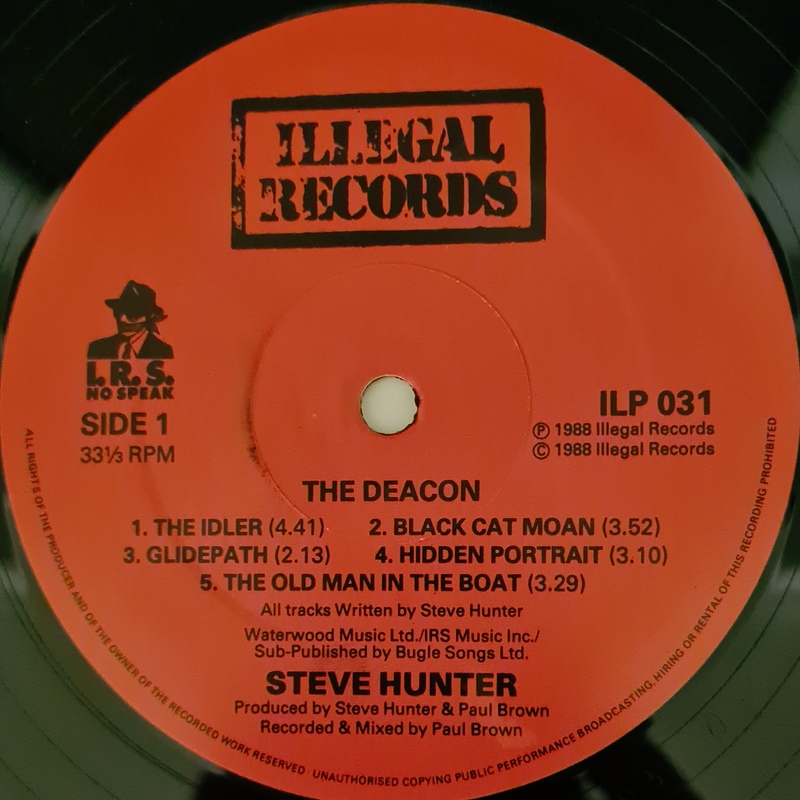 ILLEGAL
RECORDS
I.R.S.
NO SPEAK
SIDE 1
33⅓ RPM
ILP 031
Ⓟ 1988 Illegal Records
© 1988 Illegal Records
THE DEACON
1. THE IDLER (4.41) 2. BLACK CAT MOAN (3.52)
3. GLIDEPATH (2.13) 4. HIDDEN PORTRAIT (3.10)
5. THE OLD MAN IN THE BOAT (3.29)
All tracks Written by Steve Hunter
Waterwood Music Ltd./IRS Music Inc./
Sub-Published by Bugle Songs Ltd.
STEVE HUNTER
Produced by Steve Hunter & Paul Brown
Recorded & Mixed by Paul Brown
ALL RIGHTS OF THE PRODUCER AND OF THE OWNER OF THE RECORDED WORK RESERVED · UNAUTHORISED COPYING PUBLIC PERFORMANCE BROADCASTING, HIRING OR RENTAL OF THIS RECORDING PROHIBITED